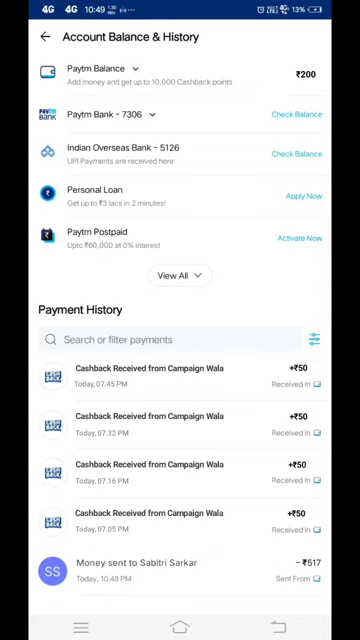 4G 4G 10:49
13%
Account Balance & History
Paytm Balance
₹200
Add money and get up to 10,000 Cashback points
Paytm Bank - 7306
Check Balance
Indian Overseas Bank - 5126
Check Balance
UPI Payments are received here
Personal Loan
Apply Now
Get up to ₹3 lacs in 2 minutes!
Paytm Postpaid
Activate Now
Upto ₹60,000 at 0% interest
View All
Payment History
Search or filter payments
Cashback Received from Campaign Wala
+₹50
Today, 07.45 PM
Received In
Cashback Received from Campaign Wala
+₹50
Today, 07.32 PM
Received In
Cashback Received from Campaign Wala
+₹50
Today, 07.16 PM
Received In
Cashback Received from Campaign Wala
+₹50
Today, 07.05 PM
Received In
SS
Money sent to Sabitri Sarkar
- ₹517
Today, 10:48 PM
Sent From